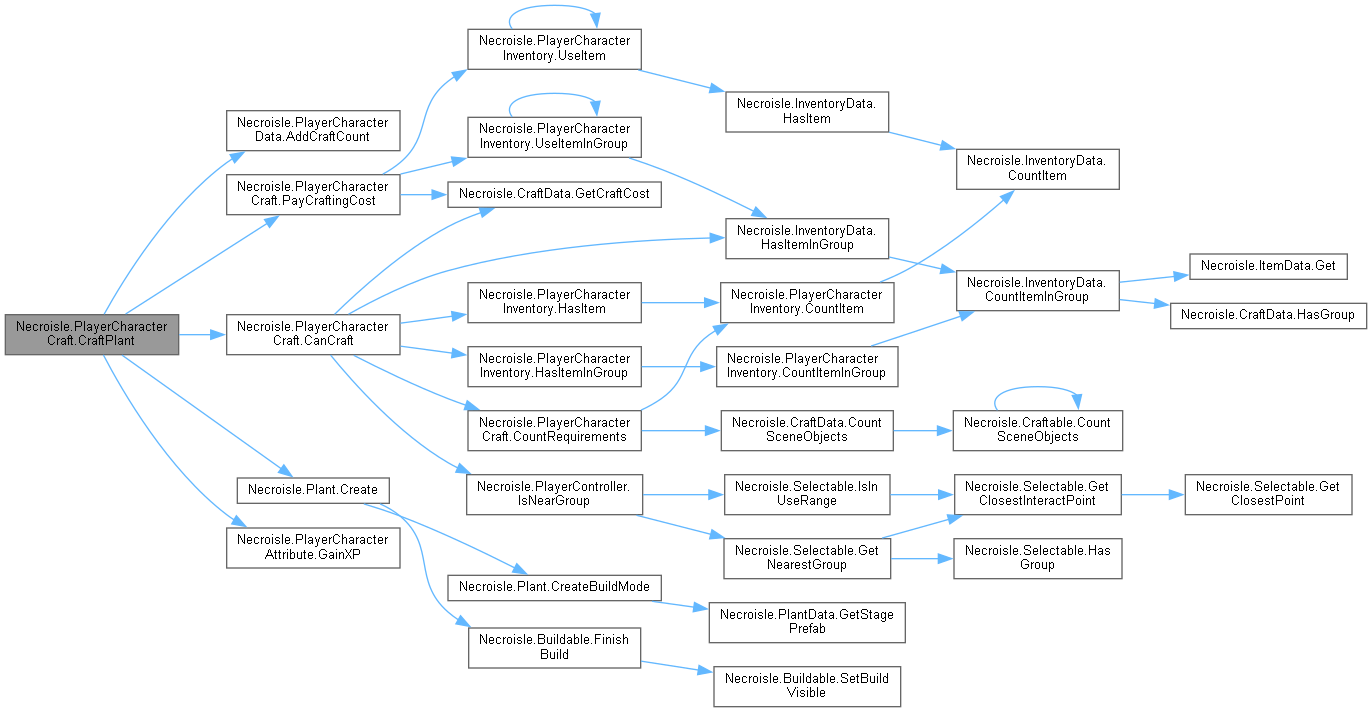 Necroisle.PlayerCharacter
Craft.CraftPlant
Necroisle.PlayerCharacter
Data.AddCraftCount
Necroisle.PlayerCharacter
Craft.PayCraftingCost
Necroisle.PlayerCharacter
Craft.CanCraft
Necroisle.Plant.Create
Necroisle.PlayerCharacter
Attribute.GainXP
Necroisle.PlayerCharacter
Inventory.UseItem
Necroisle.PlayerCharacter
Inventory.UseItemInGroup
Necroisle.CraftData.GetCraftCost
Necroisle.PlayerCharacter
Inventory.HasItem
Necroisle.PlayerCharacter
Inventory.HasItemInGroup
Necroisle.PlayerCharacter
Craft.CountRequirements
Necroisle.PlayerController.
IsNearGroup
Necroisle.Plant.CreateBuildMode
Necroisle.Buildable.Finish
Build
Necroisle.InventoryData.
HasItem
Necroisle.InventoryData.
HasItemInGroup
Necroisle.PlayerCharacter
Inventory.CountItem
Necroisle.PlayerCharacter
Inventory.CountItemInGroup
Necroisle.CraftData.Count
SceneObjects
Necroisle.Selectable.IsIn
UseRange
Necroisle.Selectable.Get
NearestGroup
Necroisle.PlantData.GetStage
Prefab
Necroisle.Buildable.SetBuild
Visible
Necroisle.InventoryData.
CountItem
Necroisle.InventoryData.
CountItemInGroup
Necroisle.Craftable.Count
SceneObjects
Necroisle.Selectable.Get
ClosestInteractPoint
Necroisle.Selectable.Has
Group
Necroisle.ItemData.Get
Necroisle.CraftData.HasGroup
Necroisle.Selectable.Get
ClosestPoint